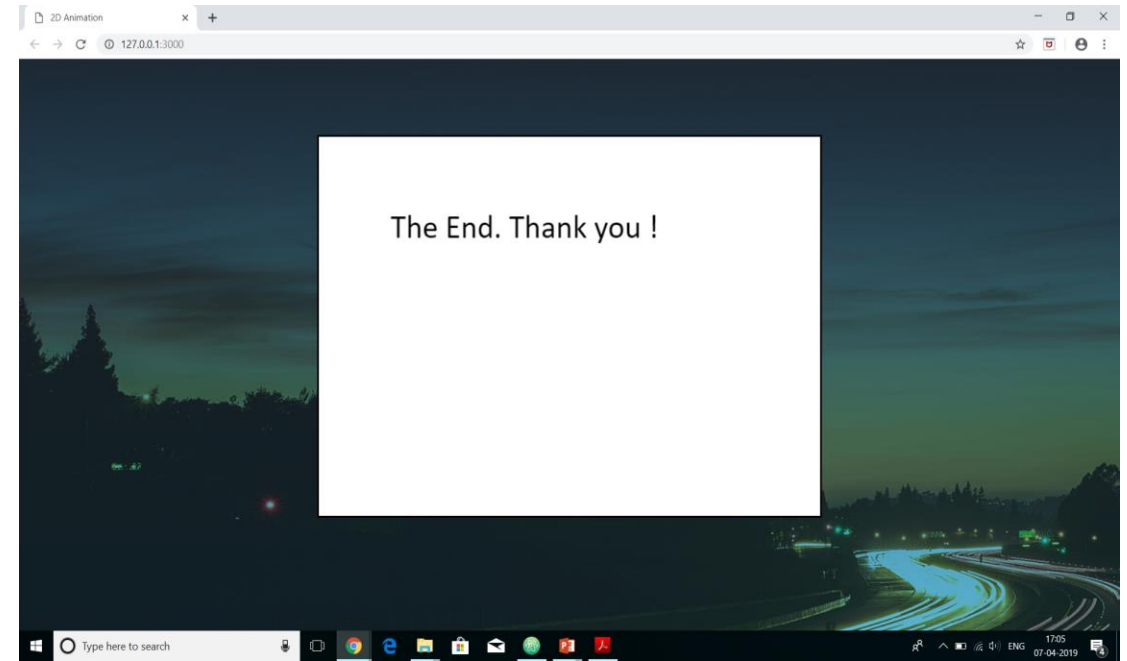 2D Animation
127.0.0.1:3000
The End. Thank you !
Type here to search
ENG
17:05
07-04-2019
4